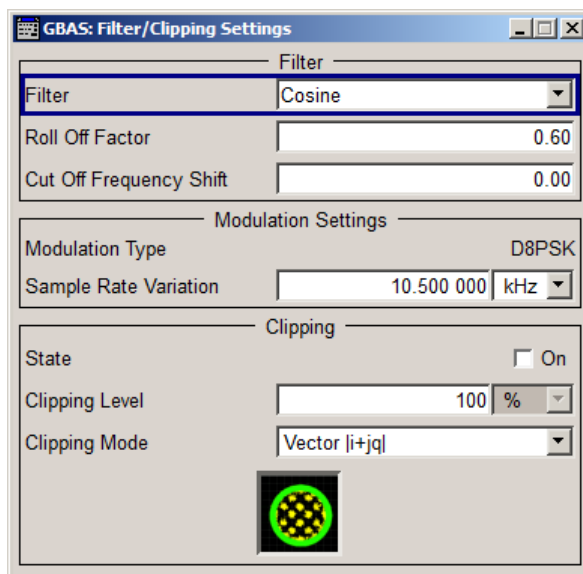 GBAS: Filter/Clipping Settings
Filter
Filter Cosine
Roll Off Factor 0.60
Cut Off Frequency Shift 0.00
Modulation Settings
Modulation Type D8PSK
Sample Rate Variation 10.500 000 kHz
Clipping
State On
Clipping Level 100 %
Clipping Mode Vector |i+jq|